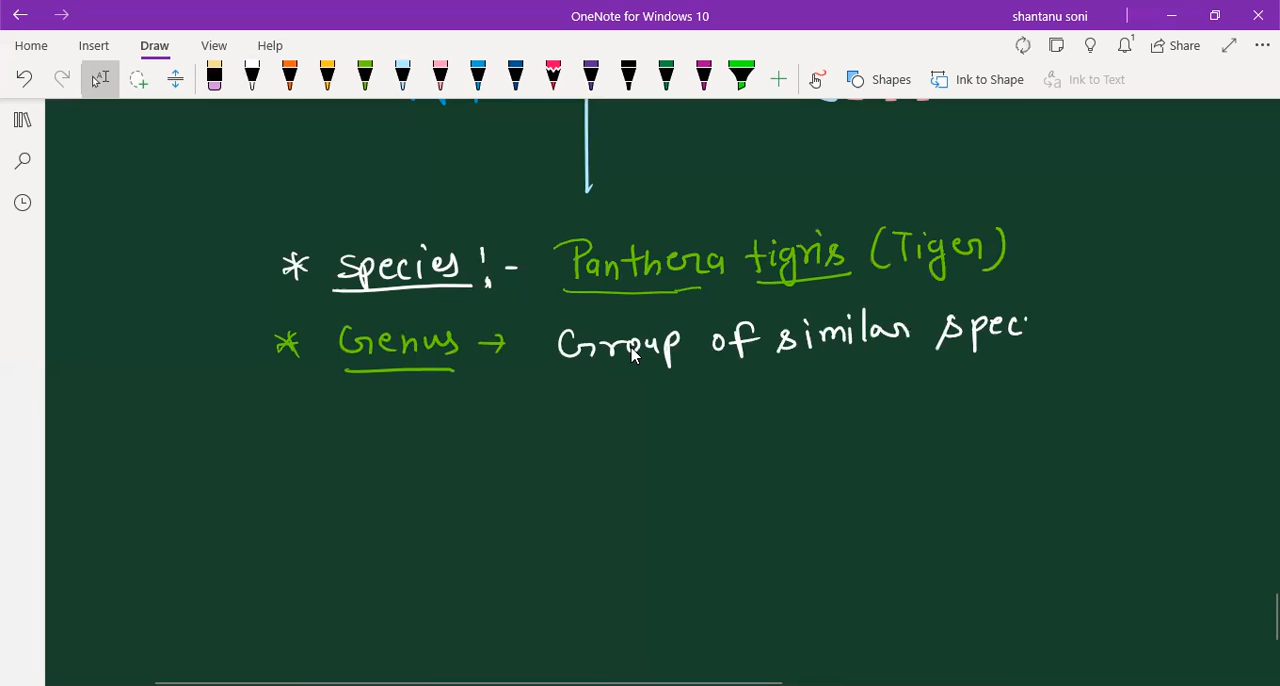 OneNote for Windows 10
shantanu soni
Home Insert Draw View Help
Share
Shapes
Ink to Shape
Ink to Text
* species :- Panthera tigris (Tiger)
* Genus → Group of similar spec